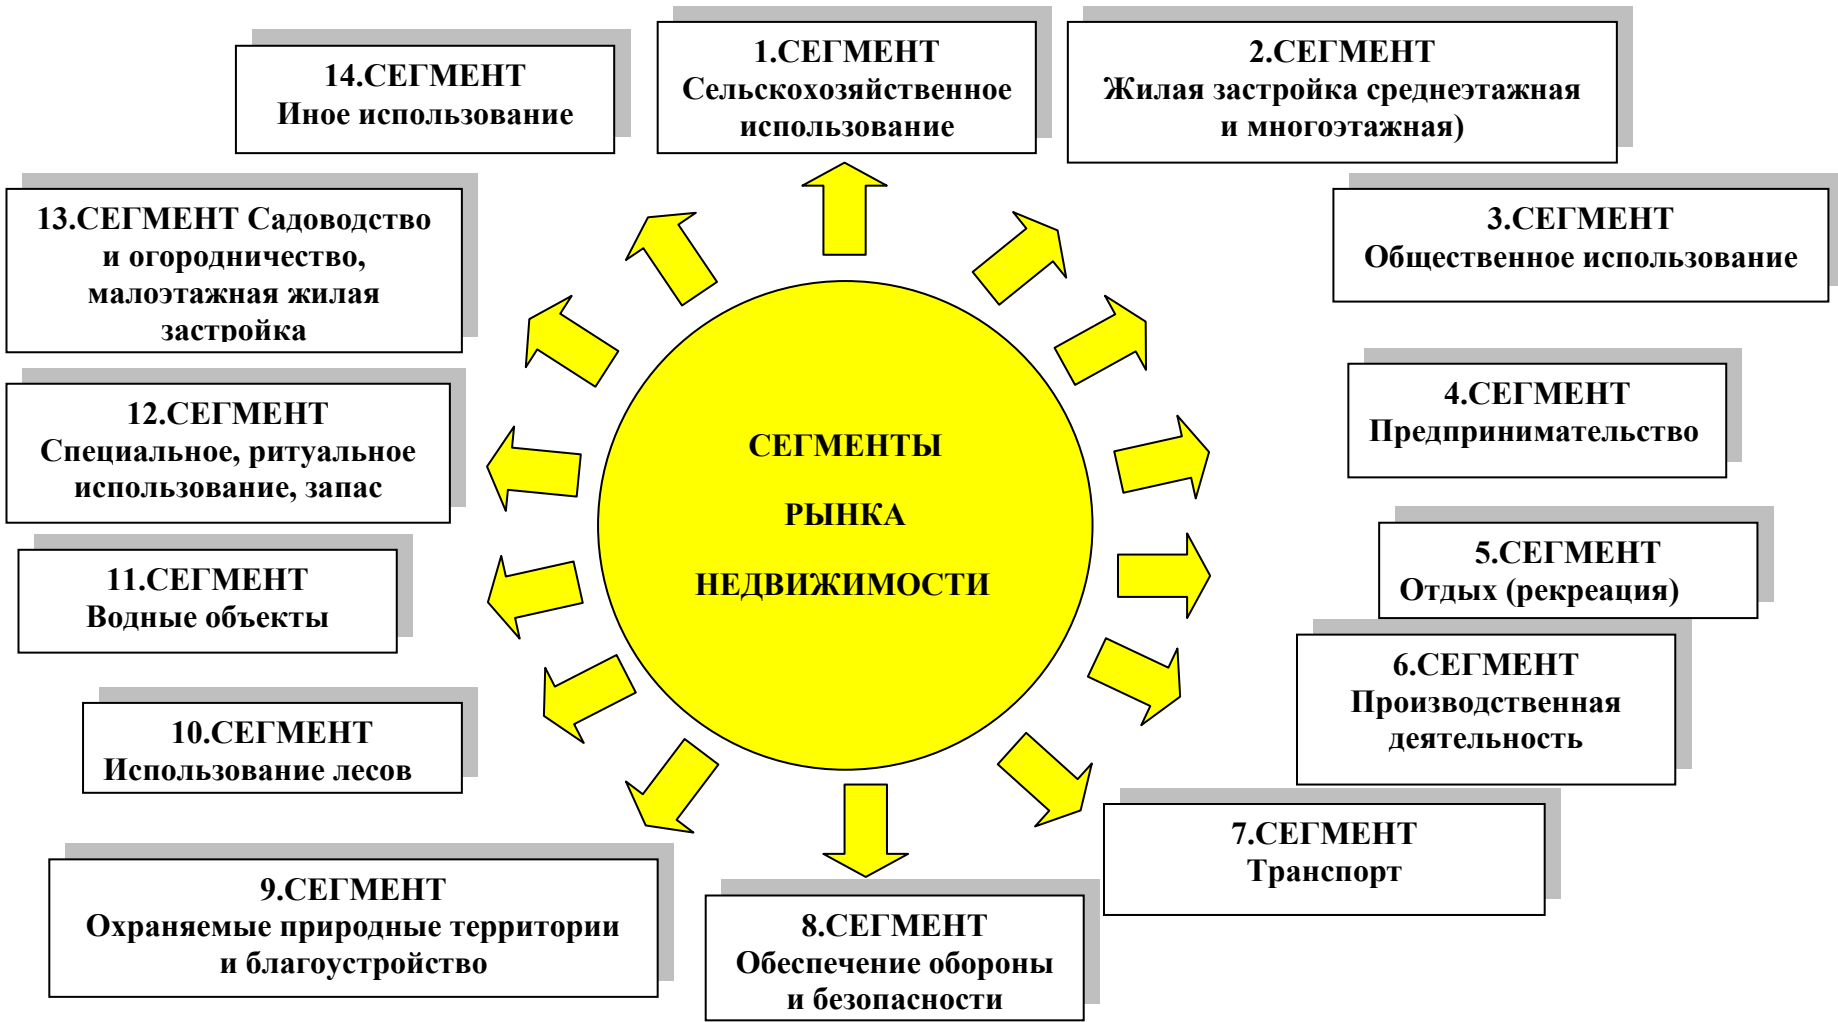 1.СЕГМЕНТ
Сельскохозяйственное
использование
2.СЕГМЕНТ
Жилая застройка среднеэтажная
и многоэтажная)
3.СЕГМЕНТ
Общественное использование
4.СЕГМЕНТ
Предпринимательство
5.СЕГМЕНТ
Отдых (рекреация)
6.СЕГМЕНТ
Производственная
деятельность
7.СЕГМЕНТ
Транспорт
8.СЕГМЕНТ
Обеспечение обороны
и безопасности
9.СЕГМЕНТ
Охраняемые природные территории
и благоустройство
10.СЕГМЕНТ
Использование лесов
11.СЕГМЕНТ
Водные объекты
12.СЕГМЕНТ
Специальное, ритуальное
использование, запас
13.СЕГМЕНТ Садоводство
и огородничество,
малоэтажная жилая
застройка
14.СЕГМЕНТ
Иное использование
СЕГМЕНТЫ
РЫНКА
НЕДВИЖИМОСТИ